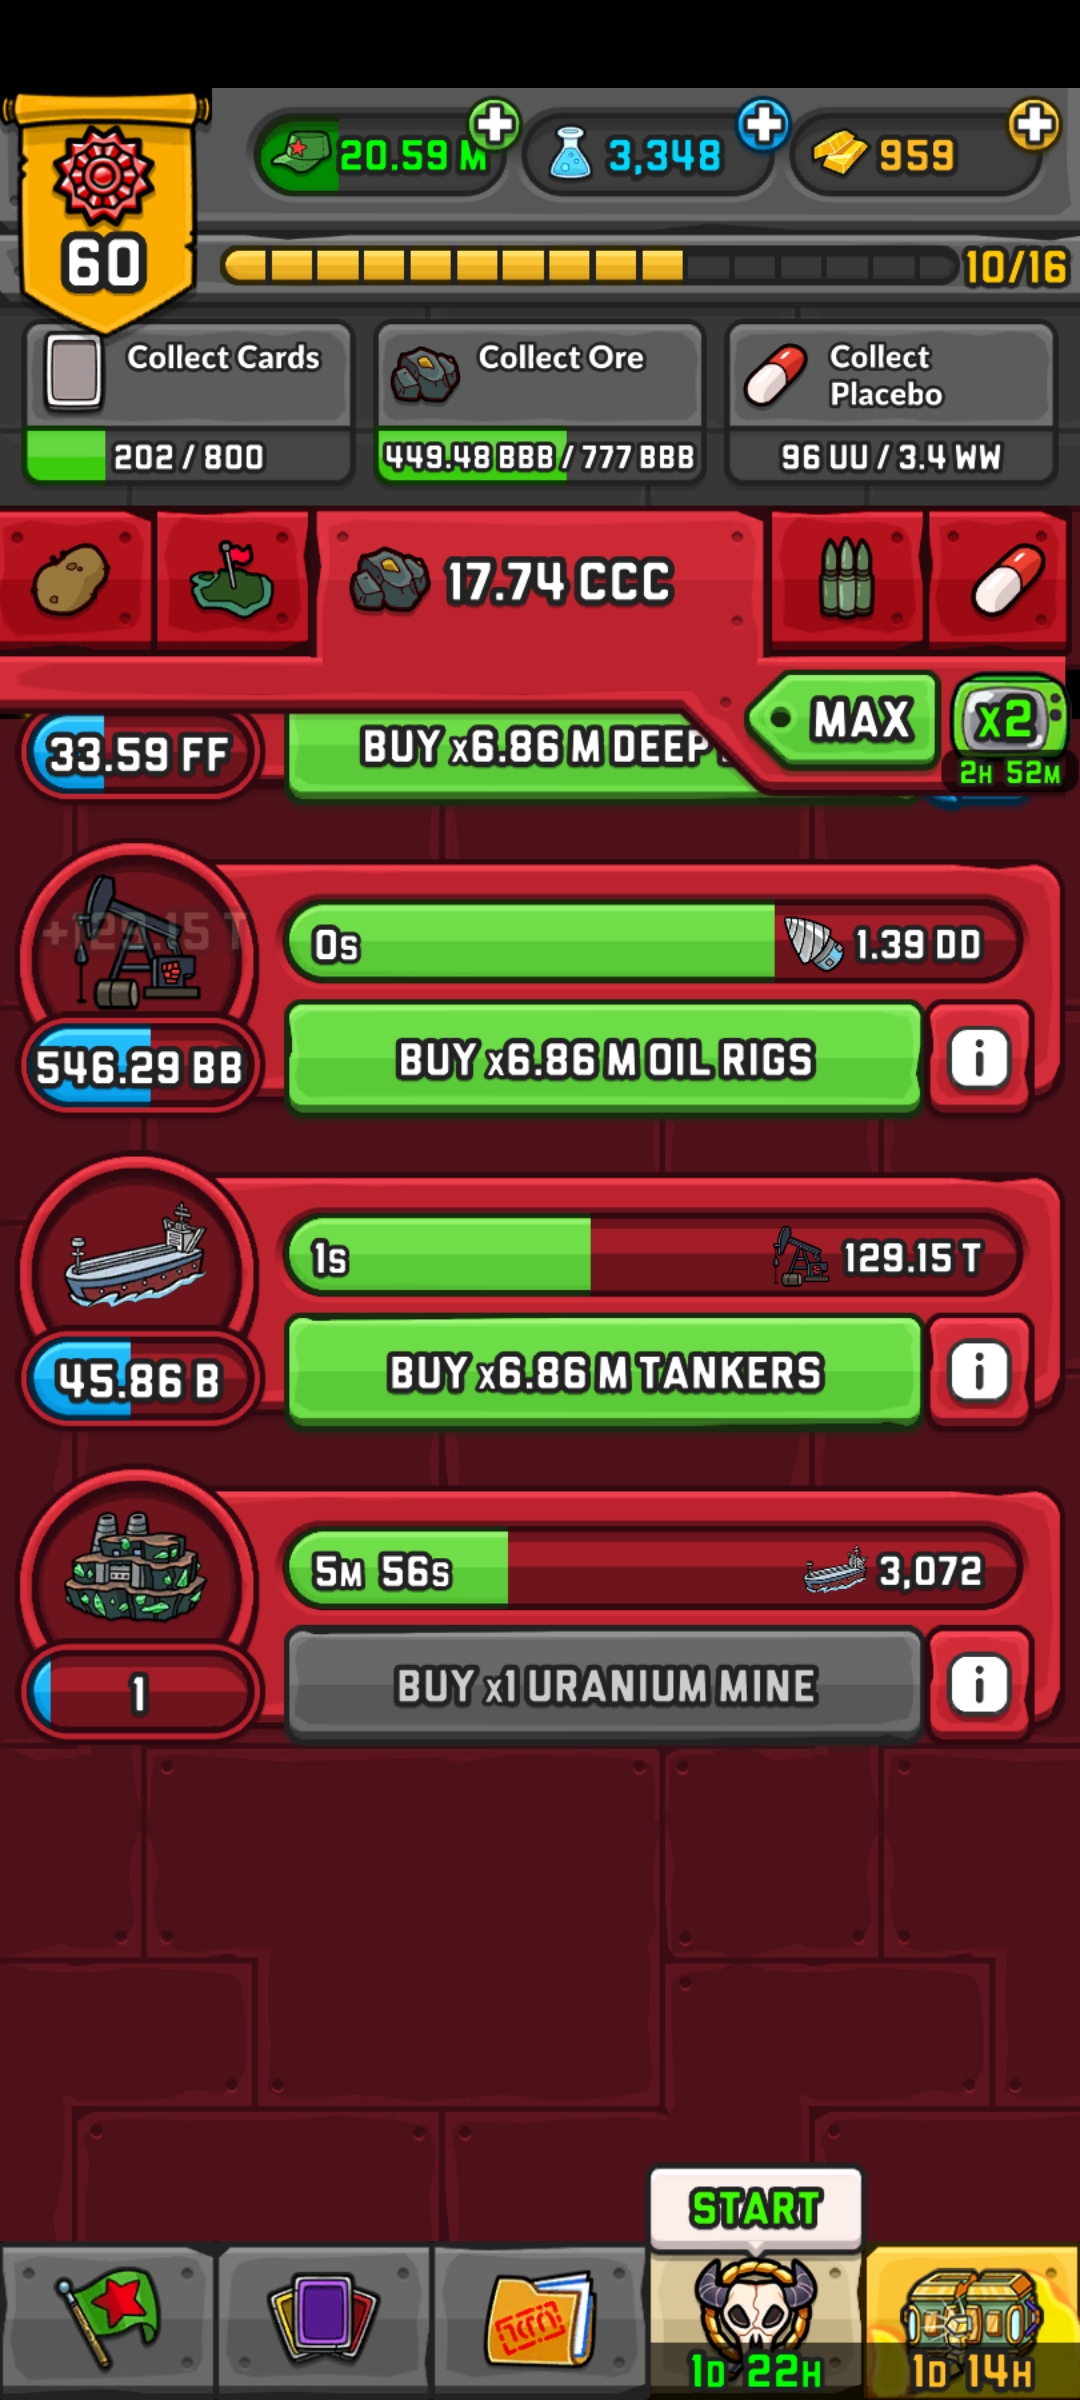 20.59 M
3,348
959
60
10/16
Collect Cards
202 / 800
Collect Ore
449.48 BBB / 777 BBB
Collect
Placebo
96 UU / 3.4 WW
17.74 CCC
MAX
x2
2H 52M
33.59 FF
BUY x6.86 M DEEP
+129.15 T
0s
1.39 DD
546.29 BB
BUY x6.86 M OIL RIGS
i
1s
129.15 T
45.86 B
BUY x6.86 M TANKERS
i
5M 56s
3,072
1
BUY x1 URANIUM MINE
i
START
1D 22H
1D 14H